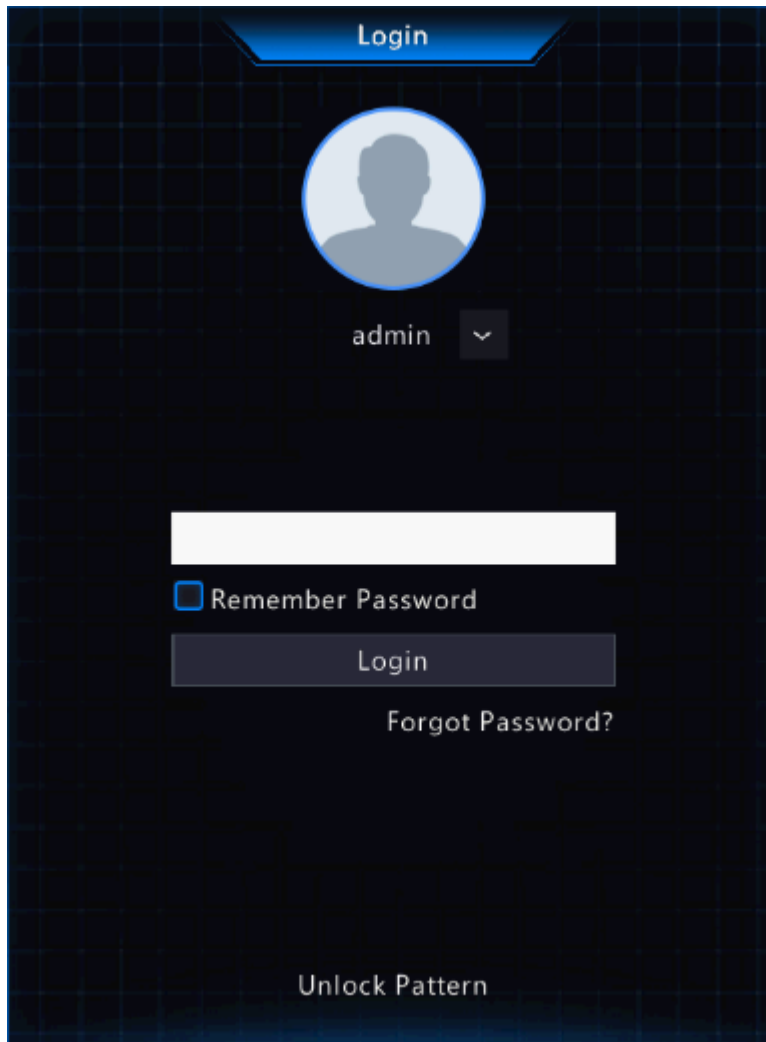 Login
admin
Remember Password
Login
Forgot Password?
Unlock Pattern